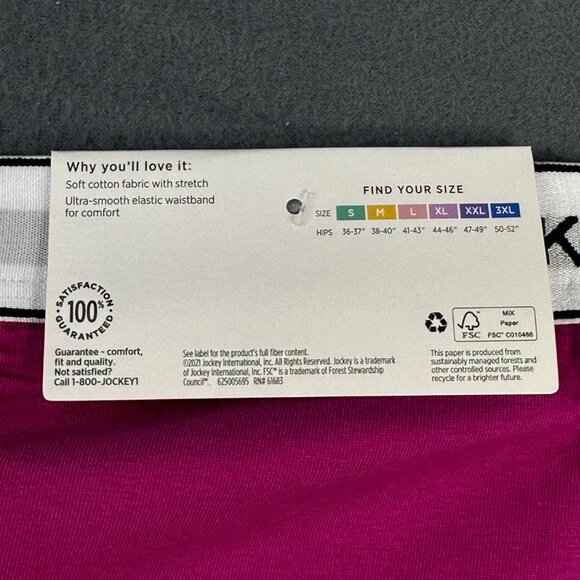 Why you'll love it:
Soft cotton fabric with stretch
Ultra-smooth elastic waistband
for comfort
FIND YOUR SIZE
SIZE S M L XL XXL 3XL
HIPS 36-37" 38-40" 41-43" 44-46" 47-49" 50-52"
K
SATISFACTION
100%
GUARANTEED
Guarantee - comfort,
fit and quality.
Not satisfied?
Call 1-800-JOCKEY1
See label for the product's full fiber content.
©2021 Jockey International, Inc. All Rights Reserved. Jockey is a trademark
of Jockey International, Inc. FSC™ is a trademark of Forest Stewardship
Council™. 625005695 RN# 61683
FSC
MIX
Paper
FSC™ C010466
This paper is produced from
sustainably managed forests and
other controlled sources. Please
recycle for a brighter future.